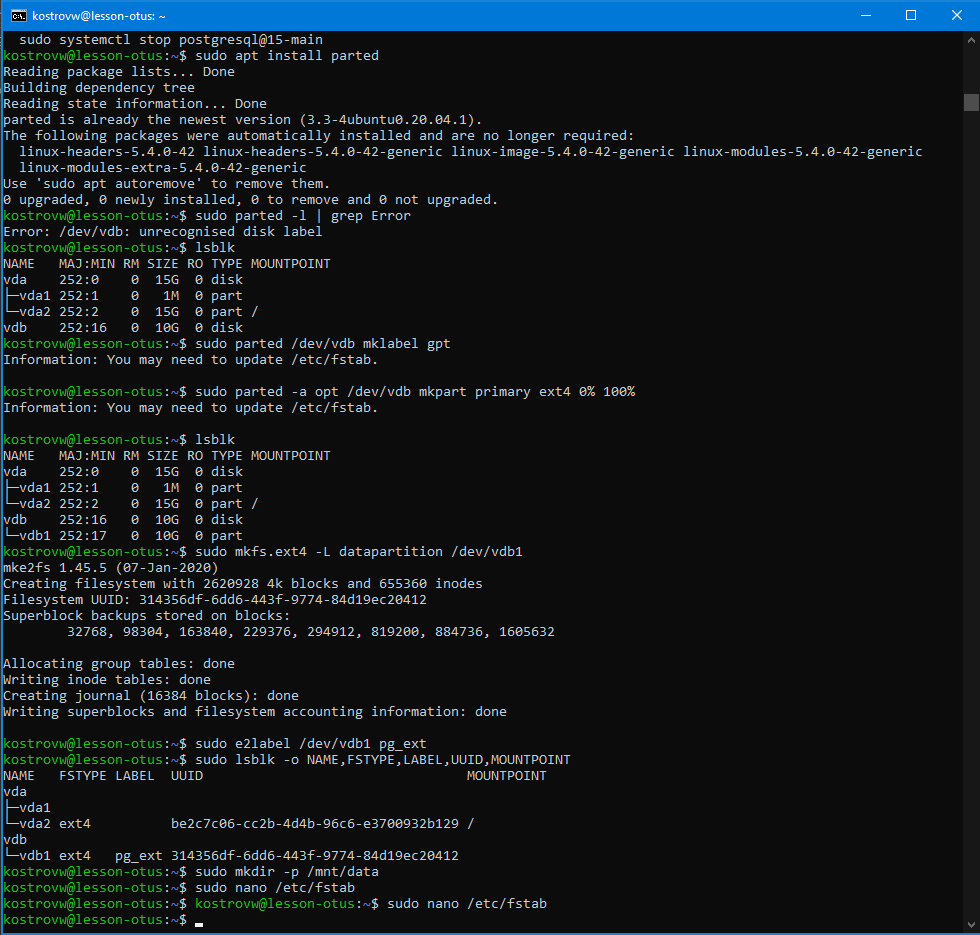 kostrovw@lesson-otus: ~
  sudo systemctl stop postgresql@15-main
kostrovw@lesson-otus:~$ sudo apt install parted
Reading package lists... Done
Building dependency tree
Reading state information... Done
parted is already the newest version (3.3-4ubuntu0.20.04.1).
The following packages were automatically installed and are no longer required:
  linux-headers-5.4.0-42 linux-headers-5.4.0-42-generic linux-image-5.4.0-42-generic linux-modules-5.4.0-42-generic
  linux-modules-extra-5.4.0-42-generic
Use 'sudo apt autoremove' to remove them.
0 upgraded, 0 newly installed, 0 to remove and 0 not upgraded.
kostrovw@lesson-otus:~$ sudo parted -l | grep Error
Error: /dev/vdb: unrecognised disk label
kostrovw@lesson-otus:~$ lsblk
NAME   MAJ:MIN RM SIZE RO TYPE MOUNTPOINT
vda    252:0    0  15G  0 disk
├─vda1 252:1    0   1M  0 part
└─vda2 252:2    0  15G  0 part /
vdb    252:16   0  10G  0 disk
kostrovw@lesson-otus:~$ sudo parted /dev/vdb mklabel gpt
Information: You may need to update /etc/fstab.
kostrovw@lesson-otus:~$ sudo parted -a opt /dev/vdb mkpart primary ext4 0% 100%
Information: You may need to update /etc/fstab.
kostrovw@lesson-otus:~$ lsblk
NAME   MAJ:MIN RM SIZE RO TYPE MOUNTPOINT
vda    252:0    0  15G  0 disk
├─vda1 252:1    0   1M  0 part
└─vda2 252:2    0  15G  0 part /
vdb    252:16   0  10G  0 disk
└─vdb1 252:17   0  10G  0 part
kostrovw@lesson-otus:~$ sudo mkfs.ext4 -L datapartition /dev/vdb1
mke2fs 1.45.5 (07-Jan-2020)
Creating filesystem with 2620928 4k blocks and 655360 inodes
Filesystem UUID: 314356df-6dd6-443f-9774-84d19ec20412
Superblock backups stored on blocks:
        32768, 98304, 163840, 229376, 294912, 819200, 884736, 1605632
Allocating group tables: done
Writing inode tables: done
Creating journal (16384 blocks): done
Writing superblocks and filesystem accounting information: done
kostrovw@lesson-otus:~$ sudo e2label /dev/vdb1 pg_ext
kostrovw@lesson-otus:~$ sudo lsblk -o NAME,FSTYPE,LABEL,UUID,MOUNTPOINT
NAME   FSTYPE LABEL  UUID                                 MOUNTPOINT
vda
├─vda1
└─vda2 ext4          be2c7c06-cc2b-4d4b-96c6-e3700932b129 /
vdb
└─vdb1 ext4   pg_ext 314356df-6dd6-443f-9774-84d19ec20412
kostrovw@lesson-otus:~$ sudo mkdir -p /mnt/data
kostrovw@lesson-otus:~$ sudo nano /etc/fstab
kostrovw@lesson-otus:~$ kostrovw@lesson-otus:~$ sudo nano /etc/fstab
kostrovw@lesson-otus:~$